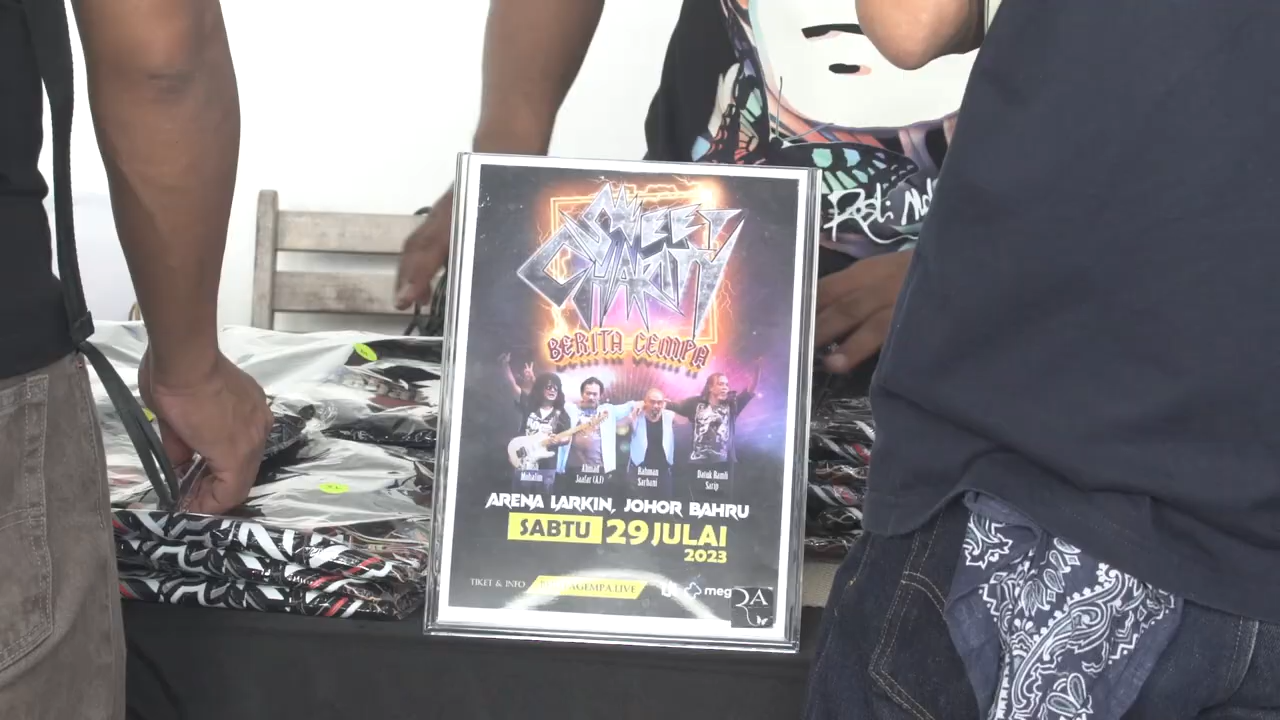 SWEET
CHARITY
BERITA GEMPA
Mohalim
Ahmad
Jaafar (AJ)
Rahman
Sarbani
Datuk Ramli
Sarip
ARENA LARKIN, JOHOR BAHRU
SABTU 29 JULAI
2023
TIKET & INFO